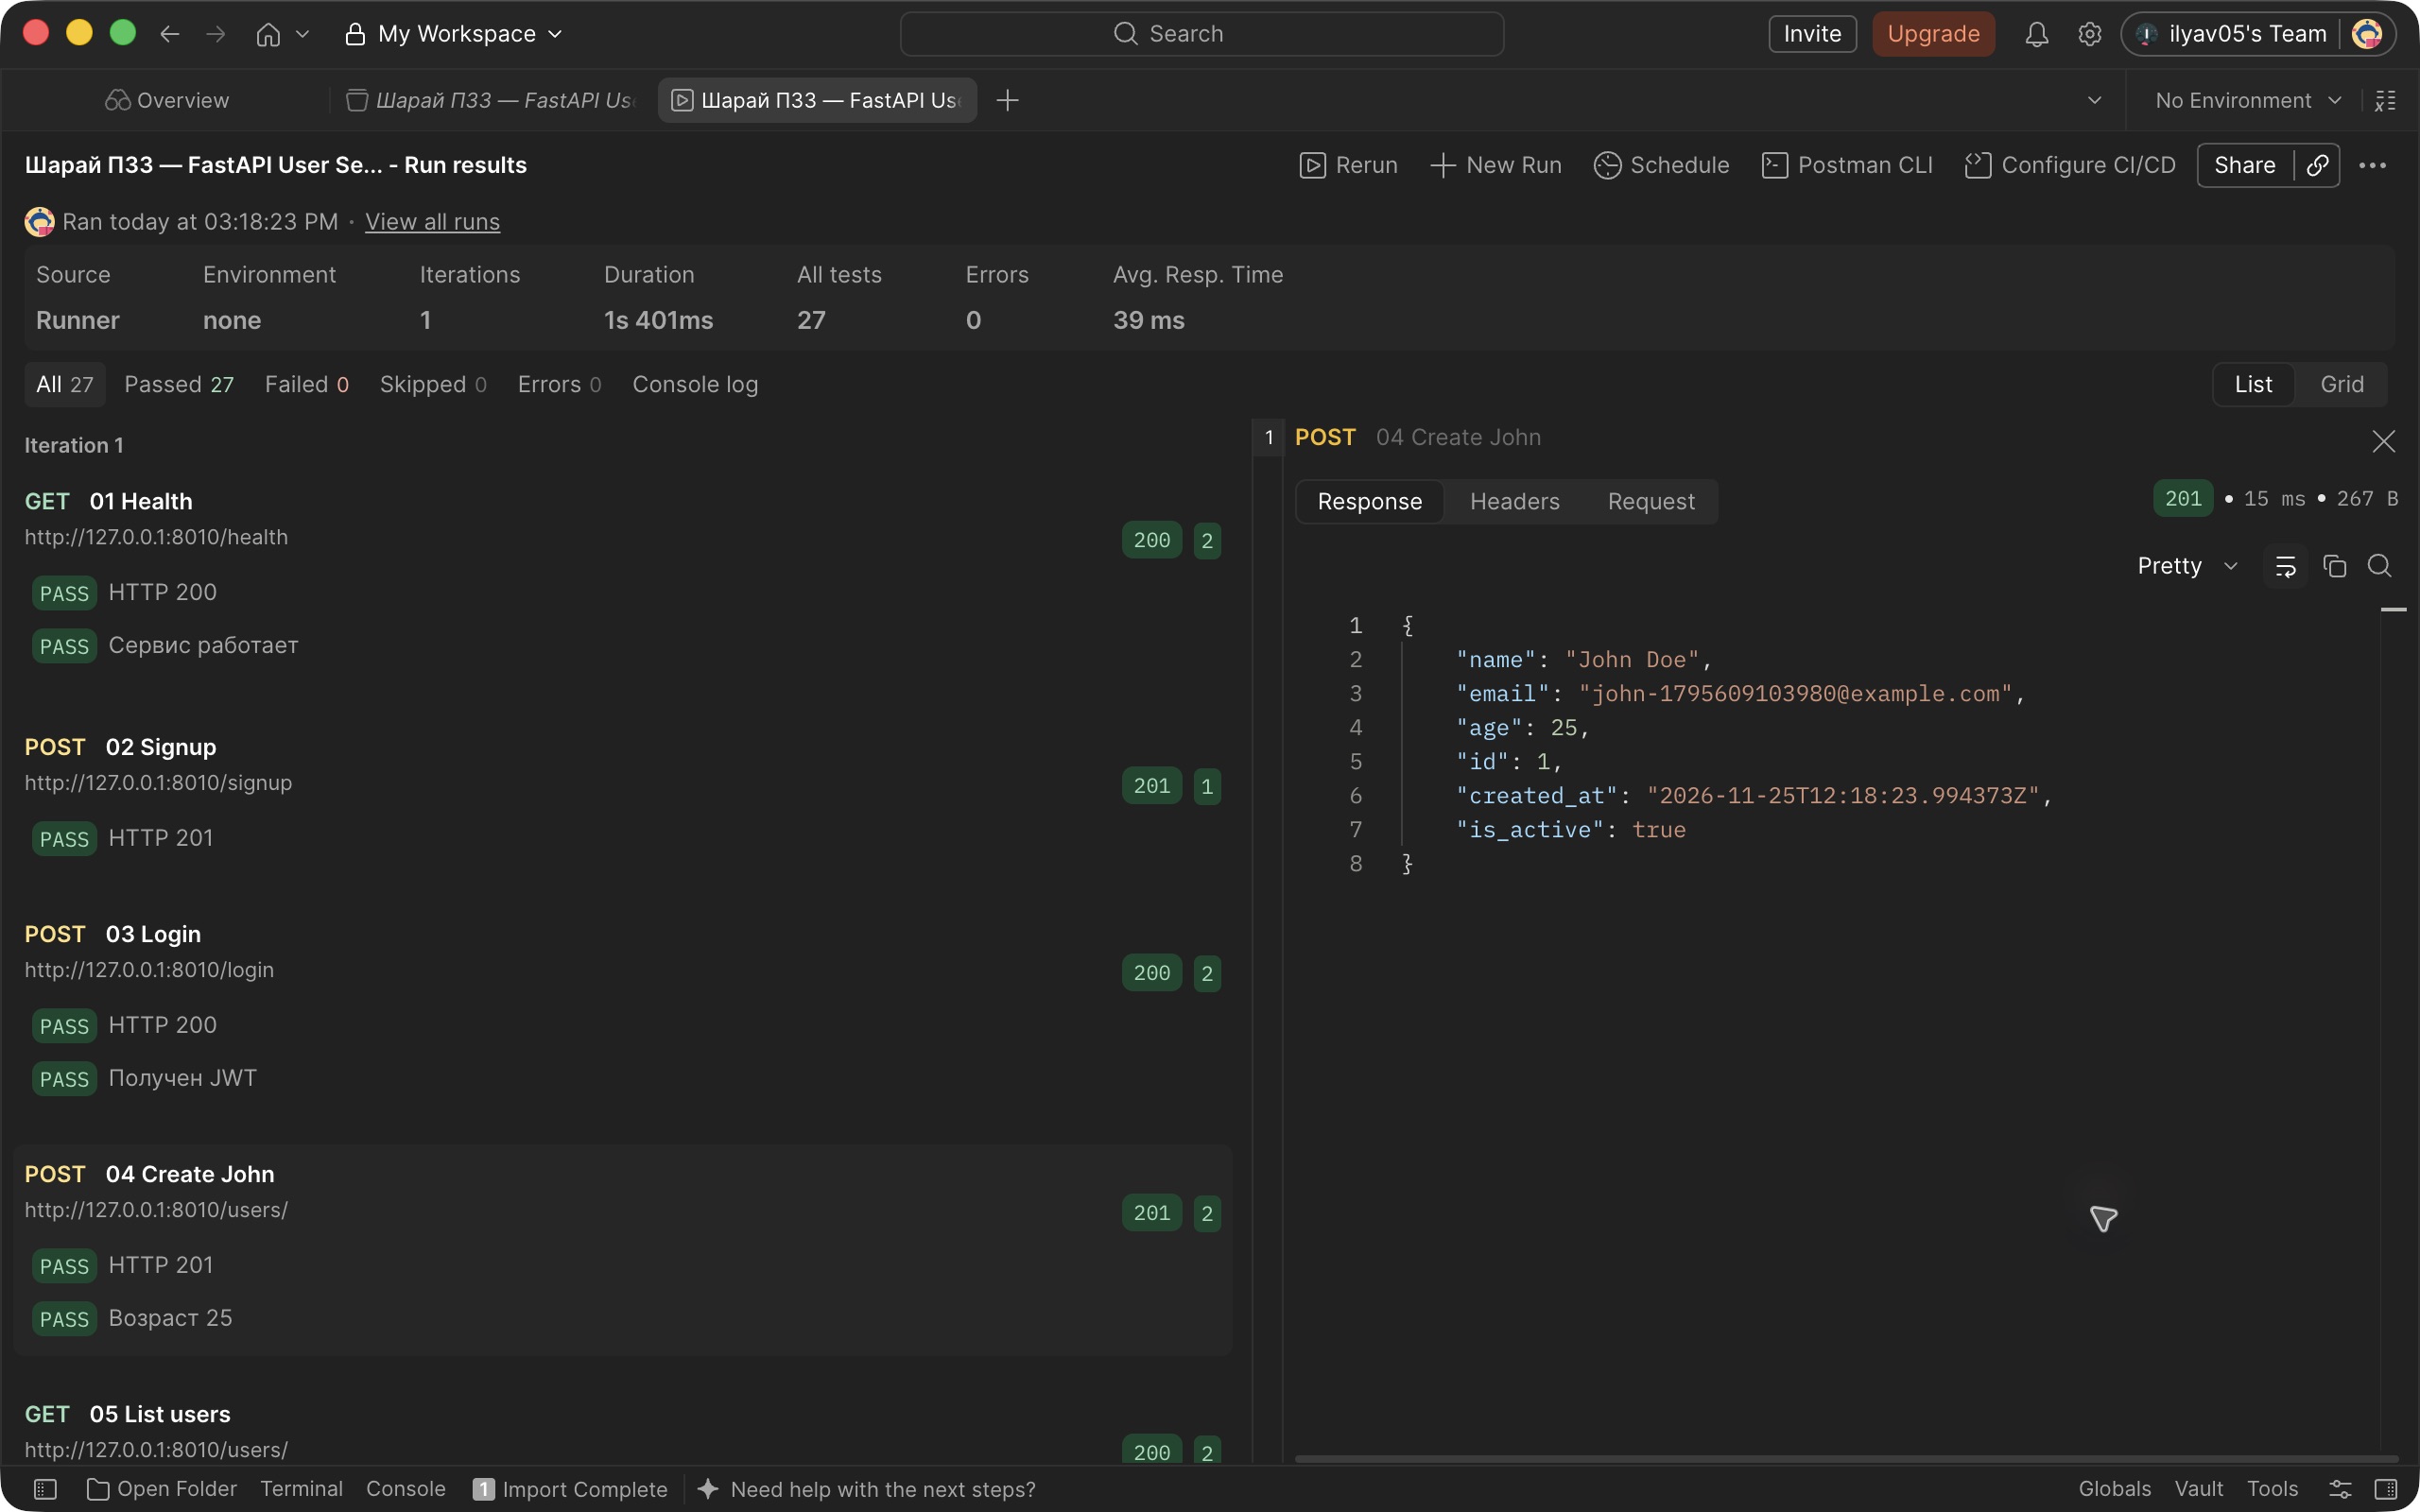 My Workspace
Search
Invite
Upgrade
ilyav05's Team
Overview
Шарай ПЗ3 — FastAPI Us
Шарай ПЗ3 — FastAPI Us
No Environment
Шарай ПЗ3 — FastAPI User Se... - Run results
Rerun
New Run
Schedule
Postman CLI
Configure CI/CD
Share
Ran today at 03:18:23 PM · View all runs
Source Environment Iterations Duration All tests Errors Avg. Resp. Time
Runner none 1 1s 401ms 27 0 39 ms
All 27 Passed 27 Failed 0 Skipped 0 Errors 0 Console log
List Grid
Iteration 1
GET 01 Health
http://127.0.0.1:8010/health
200 2
PASS HTTP 200
PASS Сервис работает
POST 02 Signup
http://127.0.0.1:8010/signup
201 1
PASS HTTP 201
POST 03 Login
http://127.0.0.1:8010/login
200 2
PASS HTTP 200
PASS Получен JWT
POST 04 Create John
http://127.0.0.1:8010/users/
201 2
PASS HTTP 201
PASS Возраст 25
GET 05 List users
http://127.0.0.1:8010/users/
200 2
1
POST 04 Create John
Response Headers Request
201 • 15 ms • 267 B
Pretty
1 {
2 "name": "John Doe",
3 "email": "john-1795609103980@example.com",
4 "age": 25,
5 "id": 1,
6 "created_at": "2026-11-25T12:18:23.994373Z",
7 "is_active": true
8 }
Open Folder Terminal Console 1 Import Complete Need help with the next steps?
Globals Vault Tools